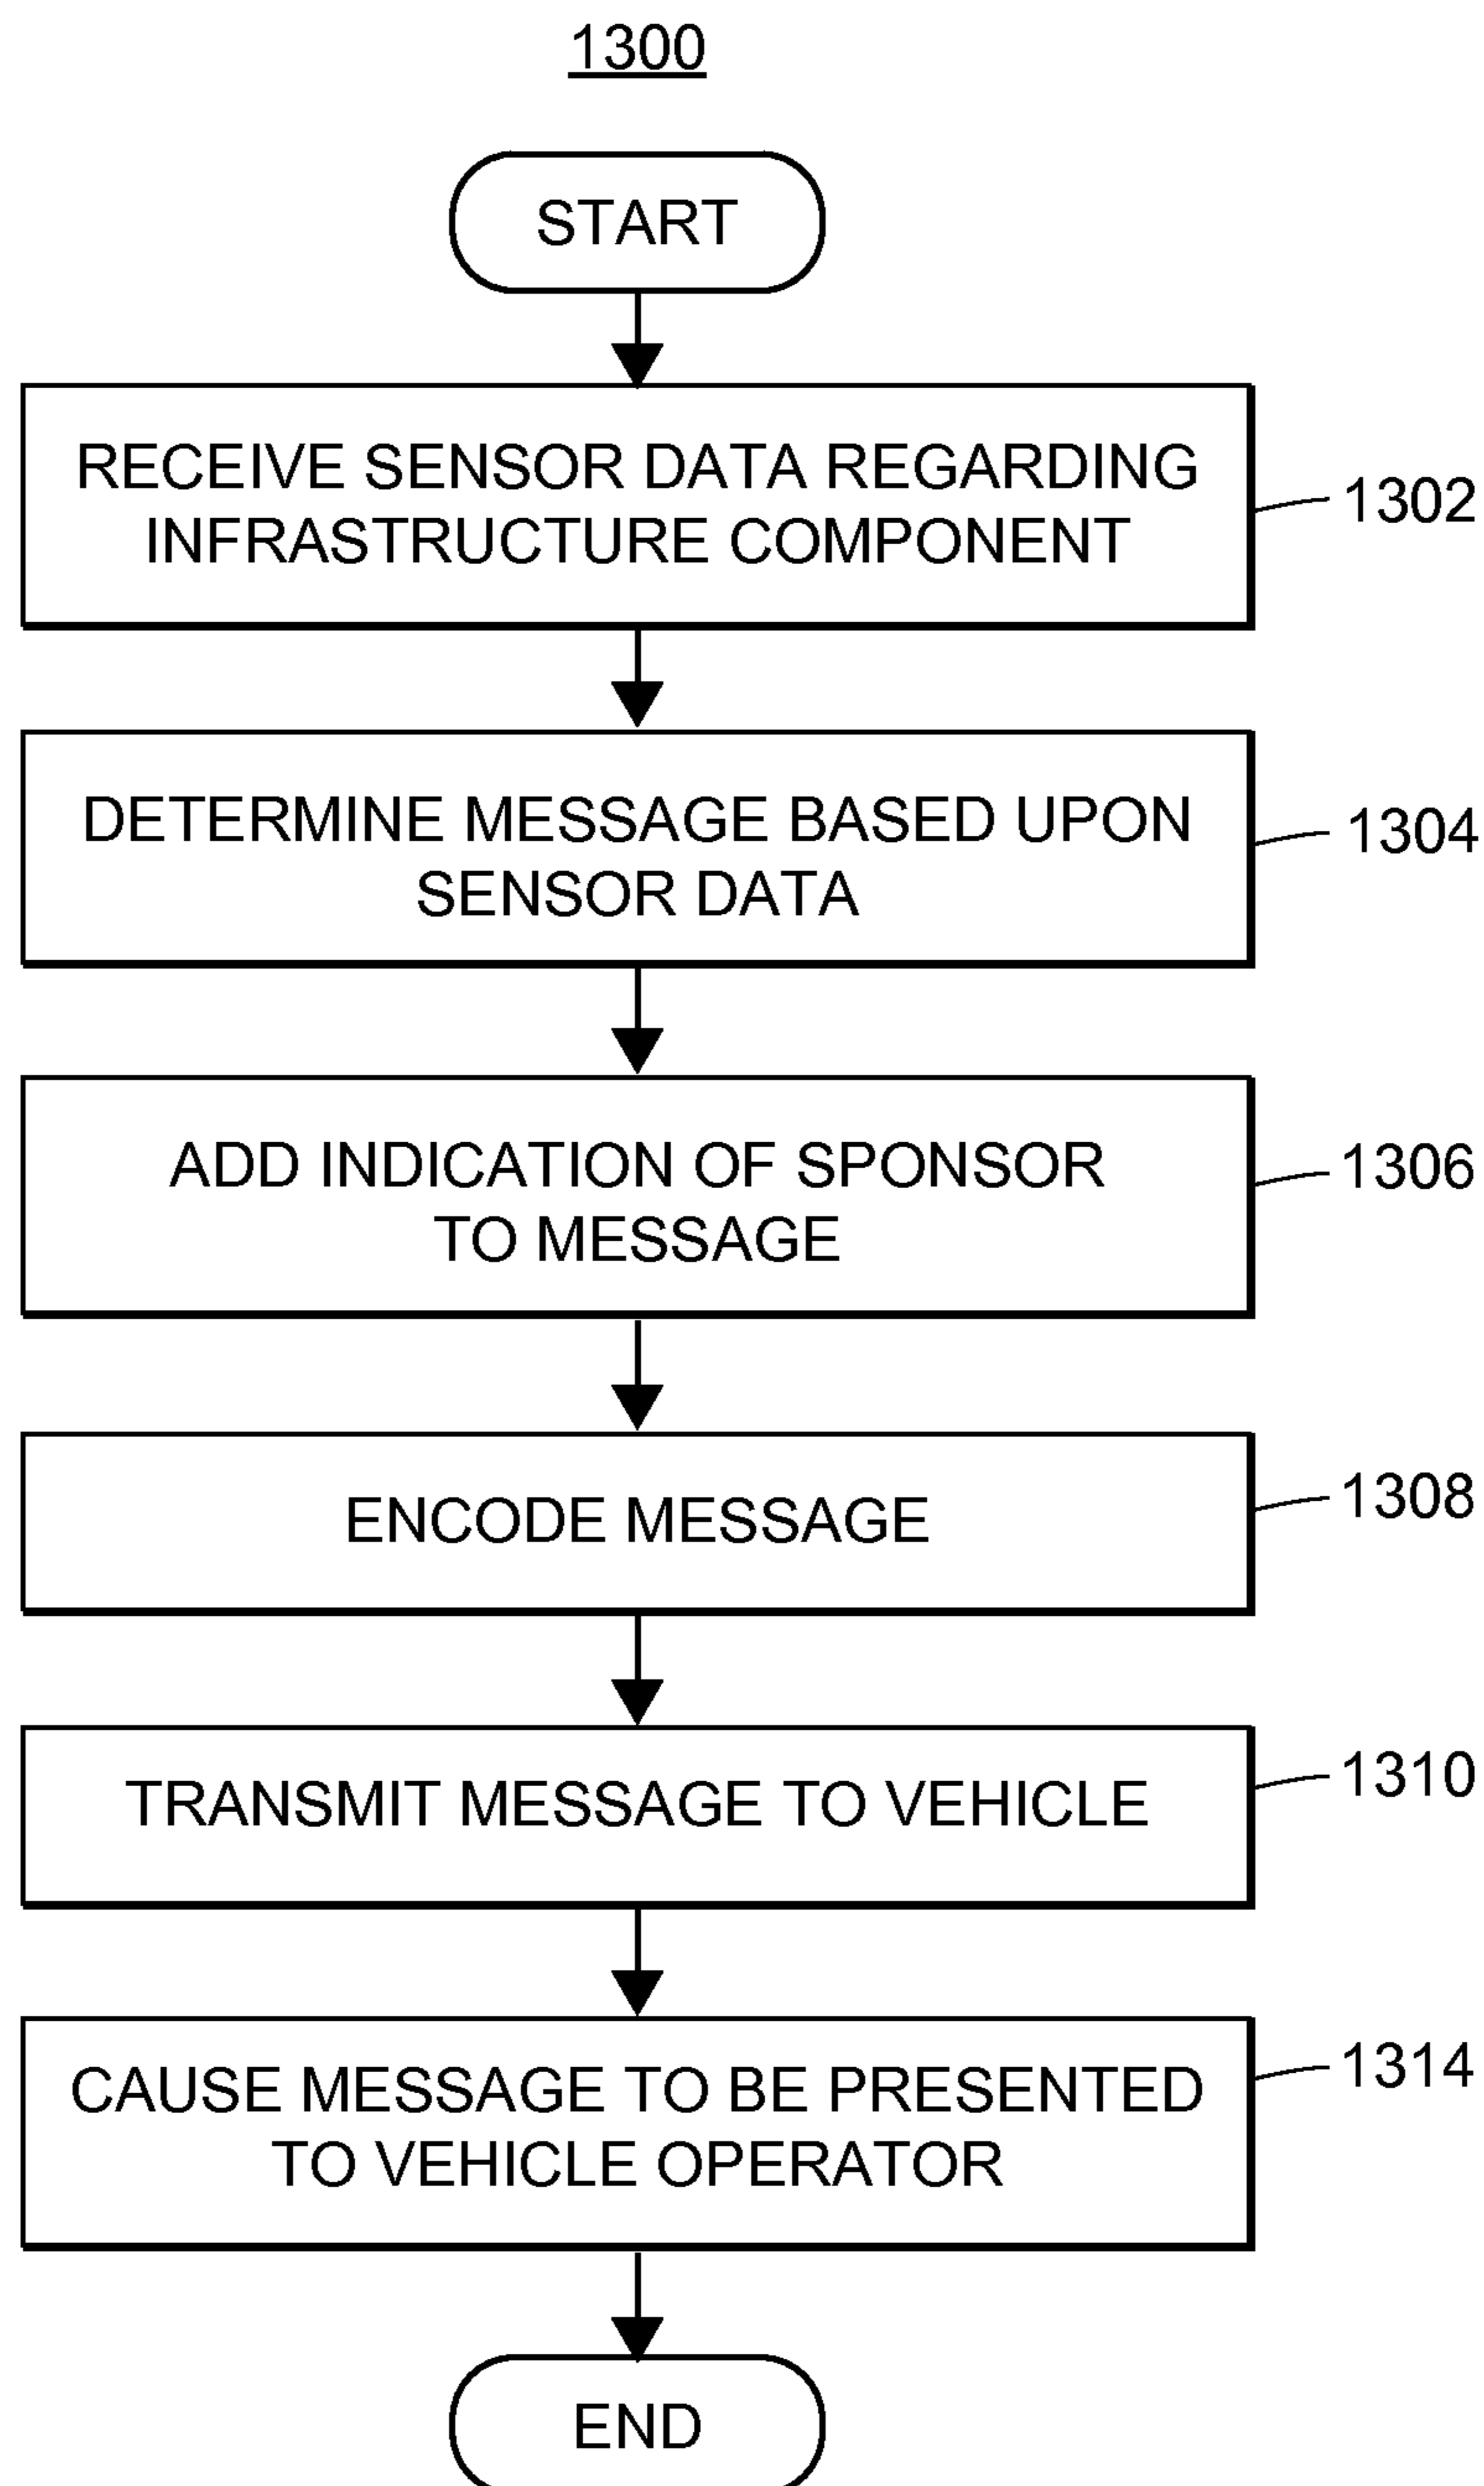 1300
START
RECEIVE SENSOR DATA REGARDING
INFRASTRUCTURE COMPONENT
1302
DETERMINE MESSAGE BASED UPON
SENSOR DATA
1304
ADD INDICATION OF SPONSOR
TO MESSAGE
1306
ENCODE MESSAGE
1308
TRANSMIT MESSAGE TO VEHICLE
1310
CAUSE MESSAGE TO BE PRESENTED
TO VEHICLE OPERATOR
1314
END